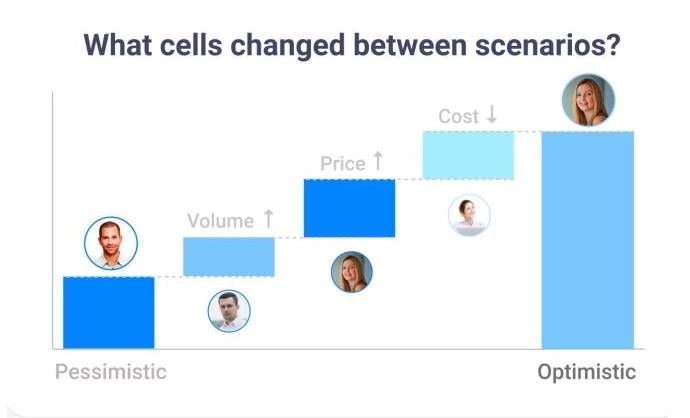 What cells changed between scenarios?
Cost ↓
Price ↑
Volume ↑
Pessimistic
Optimistic